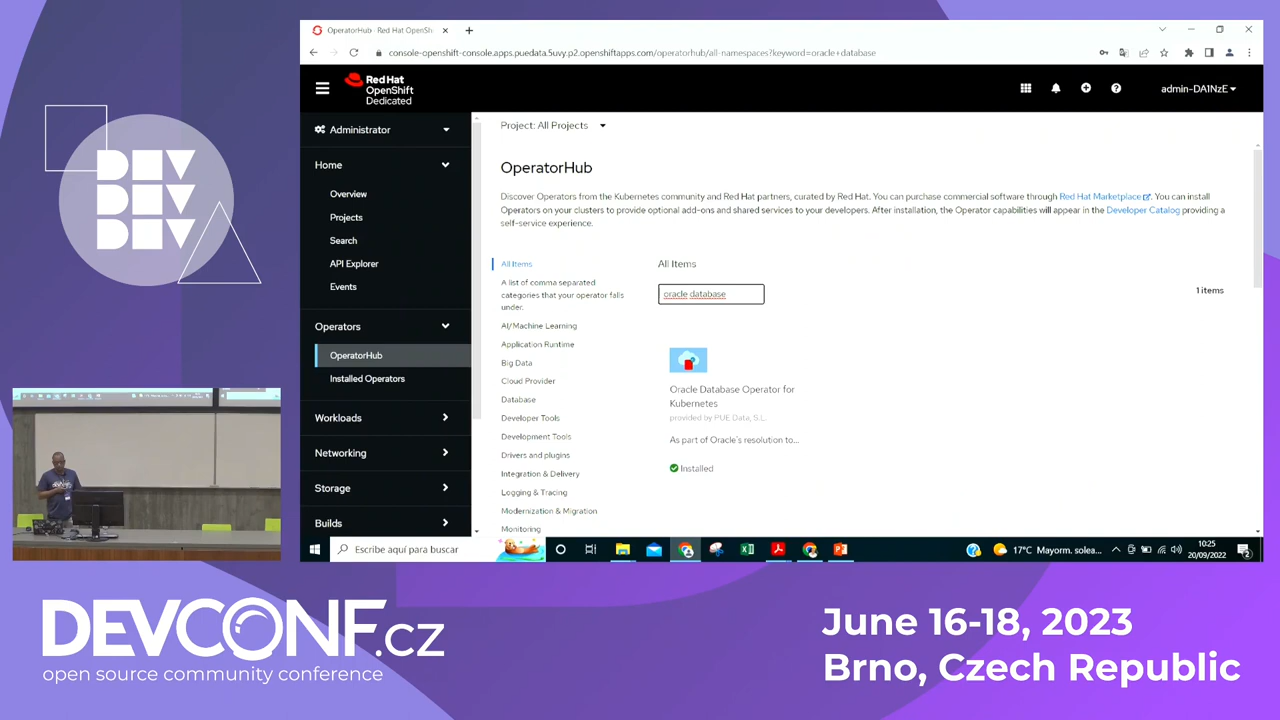 OperatorHub · Red Hat OpenSh
console-openshift-console.apps.puedata.5uvy.p2.openshiftapps.com/operatorhub/all-namespaces?keyword=oracle+database
Red Hat
OpenShift
Dedicated
admin-DA1NzE
Administrator
Home
Overview
Projects
Search
API Explorer
Events
Operators
OperatorHub
Installed Operators
Workloads
Networking
Storage
Builds
Project: All Projects
OperatorHub
Discover Operators from the Kubernetes community and Red Hat partners, curated by Red Hat. You can purchase commercial software through Red Hat Marketplace. You can install
Operators on your clusters to provide optional add-ons and shared services to your developers. After installation, the Operator capabilities will appear in the Developer Catalog providing a
self-service experience.
All Items
A list of comma separated
categories that your operator falls
under.
AI/Machine Learning
Application Runtime
Big Data
Cloud Provider
Database
Developer Tools
Development Tools
Drivers and plugins
Integration & Delivery
Logging & Tracing
Modernization & Migration
Monitoring
All Items
oracle database
1 items
Oracle Database Operator for
Kubernetes
provided by PUE Data, S.L.
As part of Oracle's resolution to...
Installed
Escribe aquí para buscar
17°C Mayorm. solea...
10:25
20/09/2022
2
DEV
DEV
DEV
DEVCONF.cz
open source community conference
June 16-18, 2023
Brno, Czech Republic